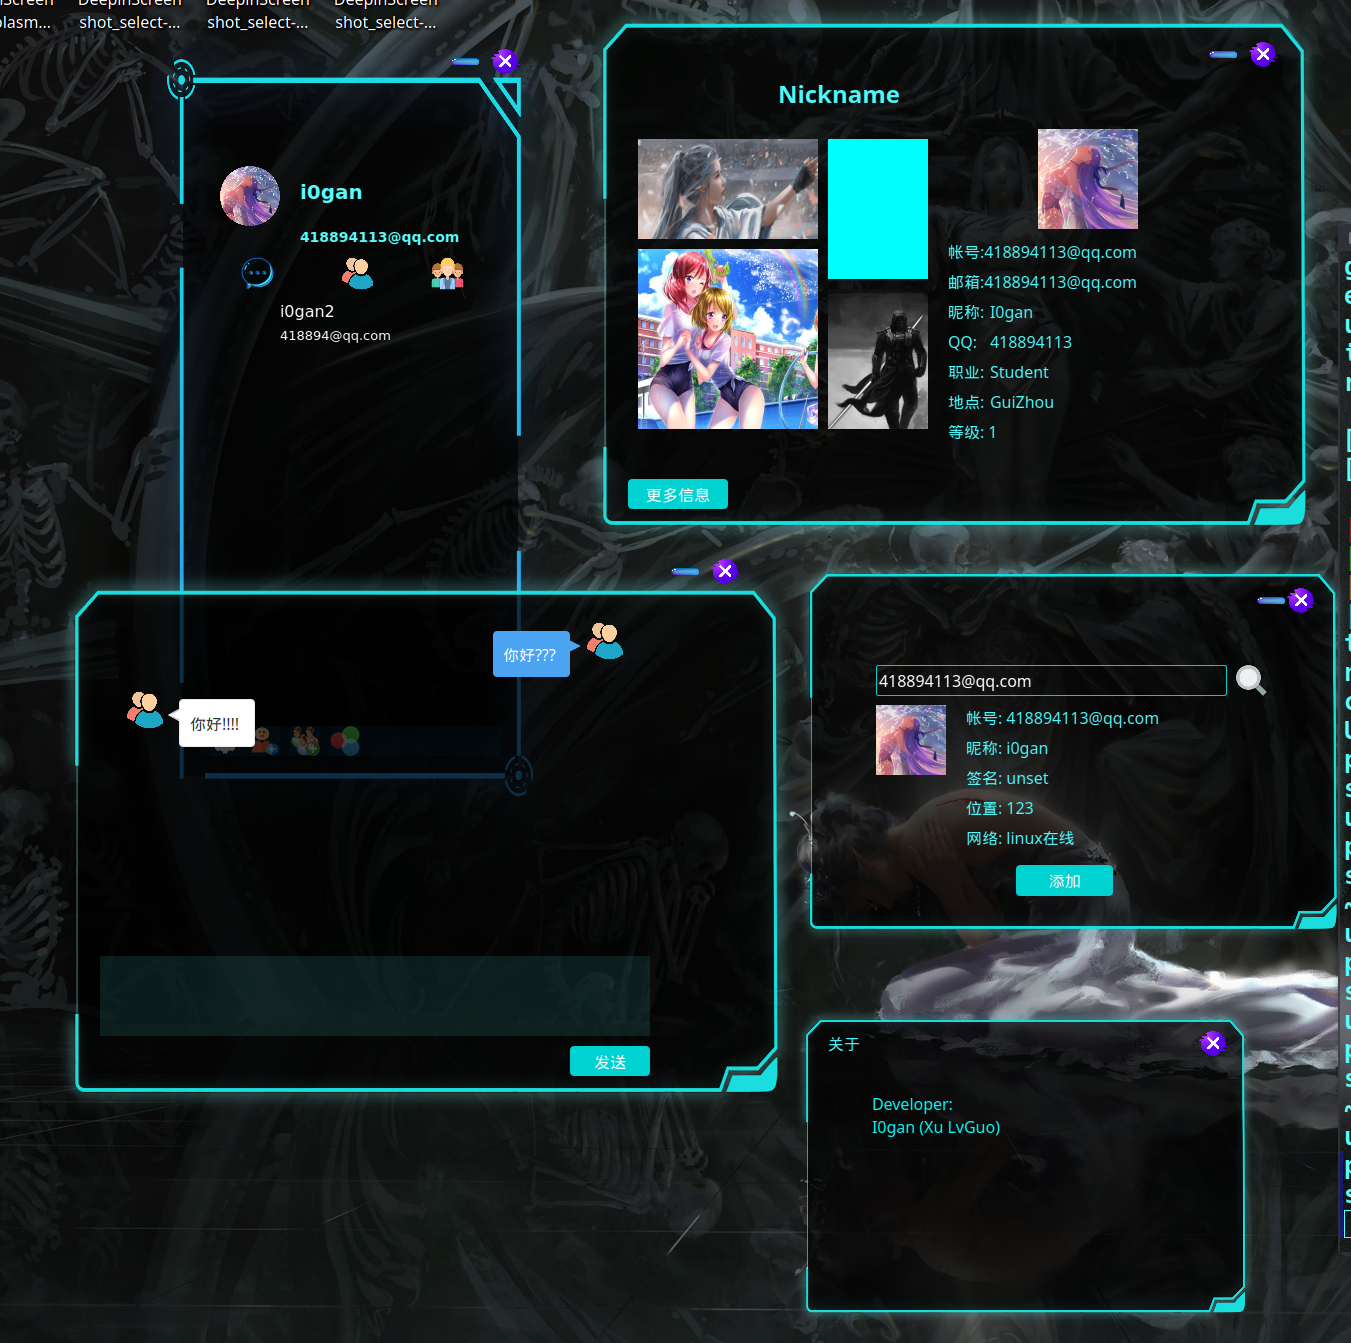 DeepinScreen
DeepinScreen
DeepinScreen
plasm...
shot_select-...
shot_select-...
shot_select-...
i0gan
418894113@qq.com
i0gan2
418894@qq.com
Nickname
帐号:418894113@qq.com
邮箱:418894113@qq.com
昵称: I0gan
QQ: 418894113
职业: Student
地点: GuiZhou
等级: 1
更多信息
你好???
你好!!!!
发送
418894113@qq.com
帐号: 418894113@qq.com
昵称: i0gan
签名: unset
位置: 123
网络: linux在线
添加
关于
Developer:
I0gan (Xu LvGuo)